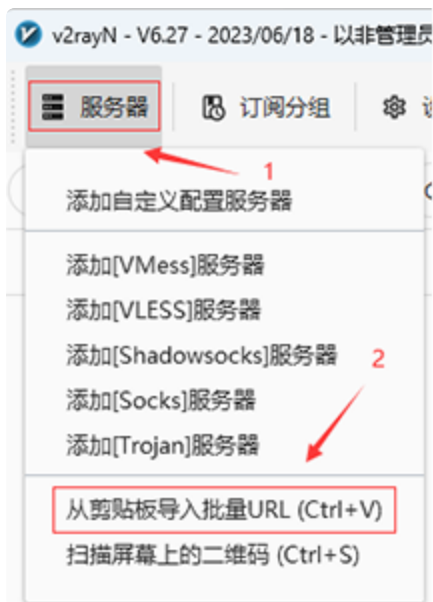 v2rayN - V6.27 - 2023/06/18 - 以非管理员
服务器 订阅分组
1
添加自定义配置服务器
添加[VMess]服务器
添加[VLESS]服务器
添加[Shadowsocks]服务器
2
添加[Socks]服务器
添加[Trojan]服务器
从剪贴板导入批量URL (Ctrl+V)
扫描屏幕上的二维码 (Ctrl+S)